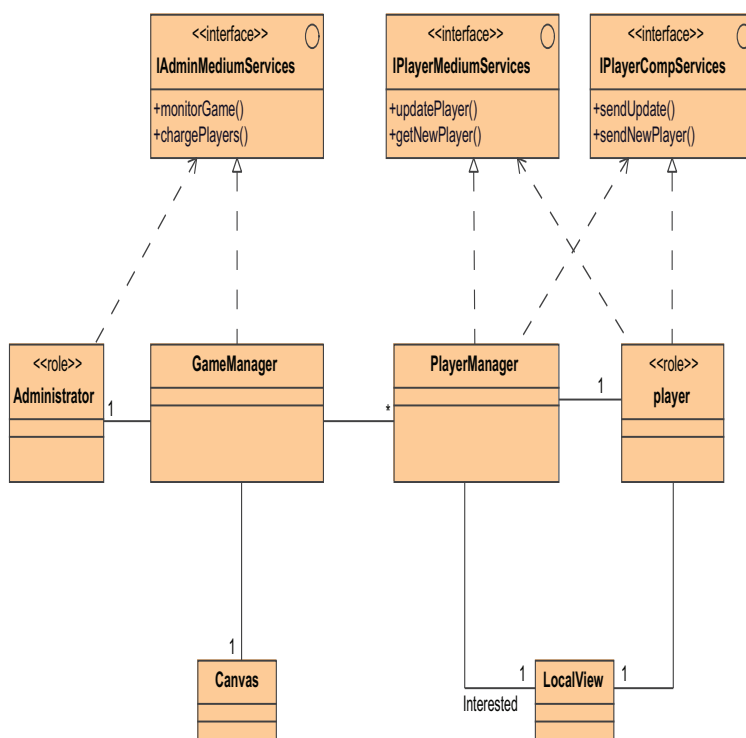 <<interface>>
IAdminMediumServices
+monitorGame()
+chargePlayers()
<<interface>>
IPlayerMediumServices
+updatePlayer()
+getNewPlayer()
<<interface>>
IPlayerCompServices
+sendUpdate()
+sendNewPlayer()
<<role>>
Administrator
GameManager
PlayerManager
<<role>>
player
1
*
1
1
Canvas
1
LocalView
1
Interested